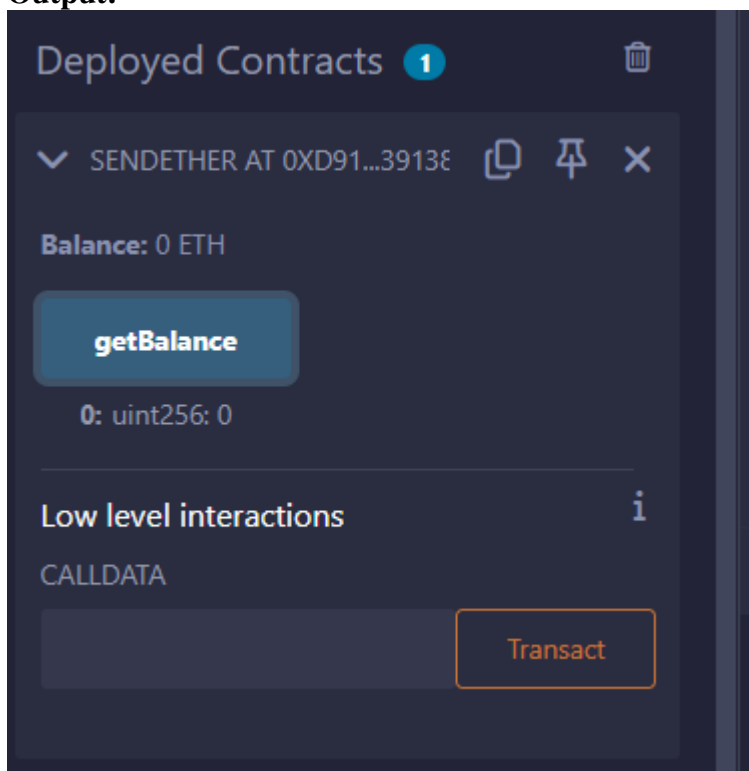 Output:
Deployed Contracts 1
SENDETHER AT 0XD91...39138
Balance: 0 ETH
getBalance
0: uint256: 0
Low level interactions
i
CALLDATA
Transact